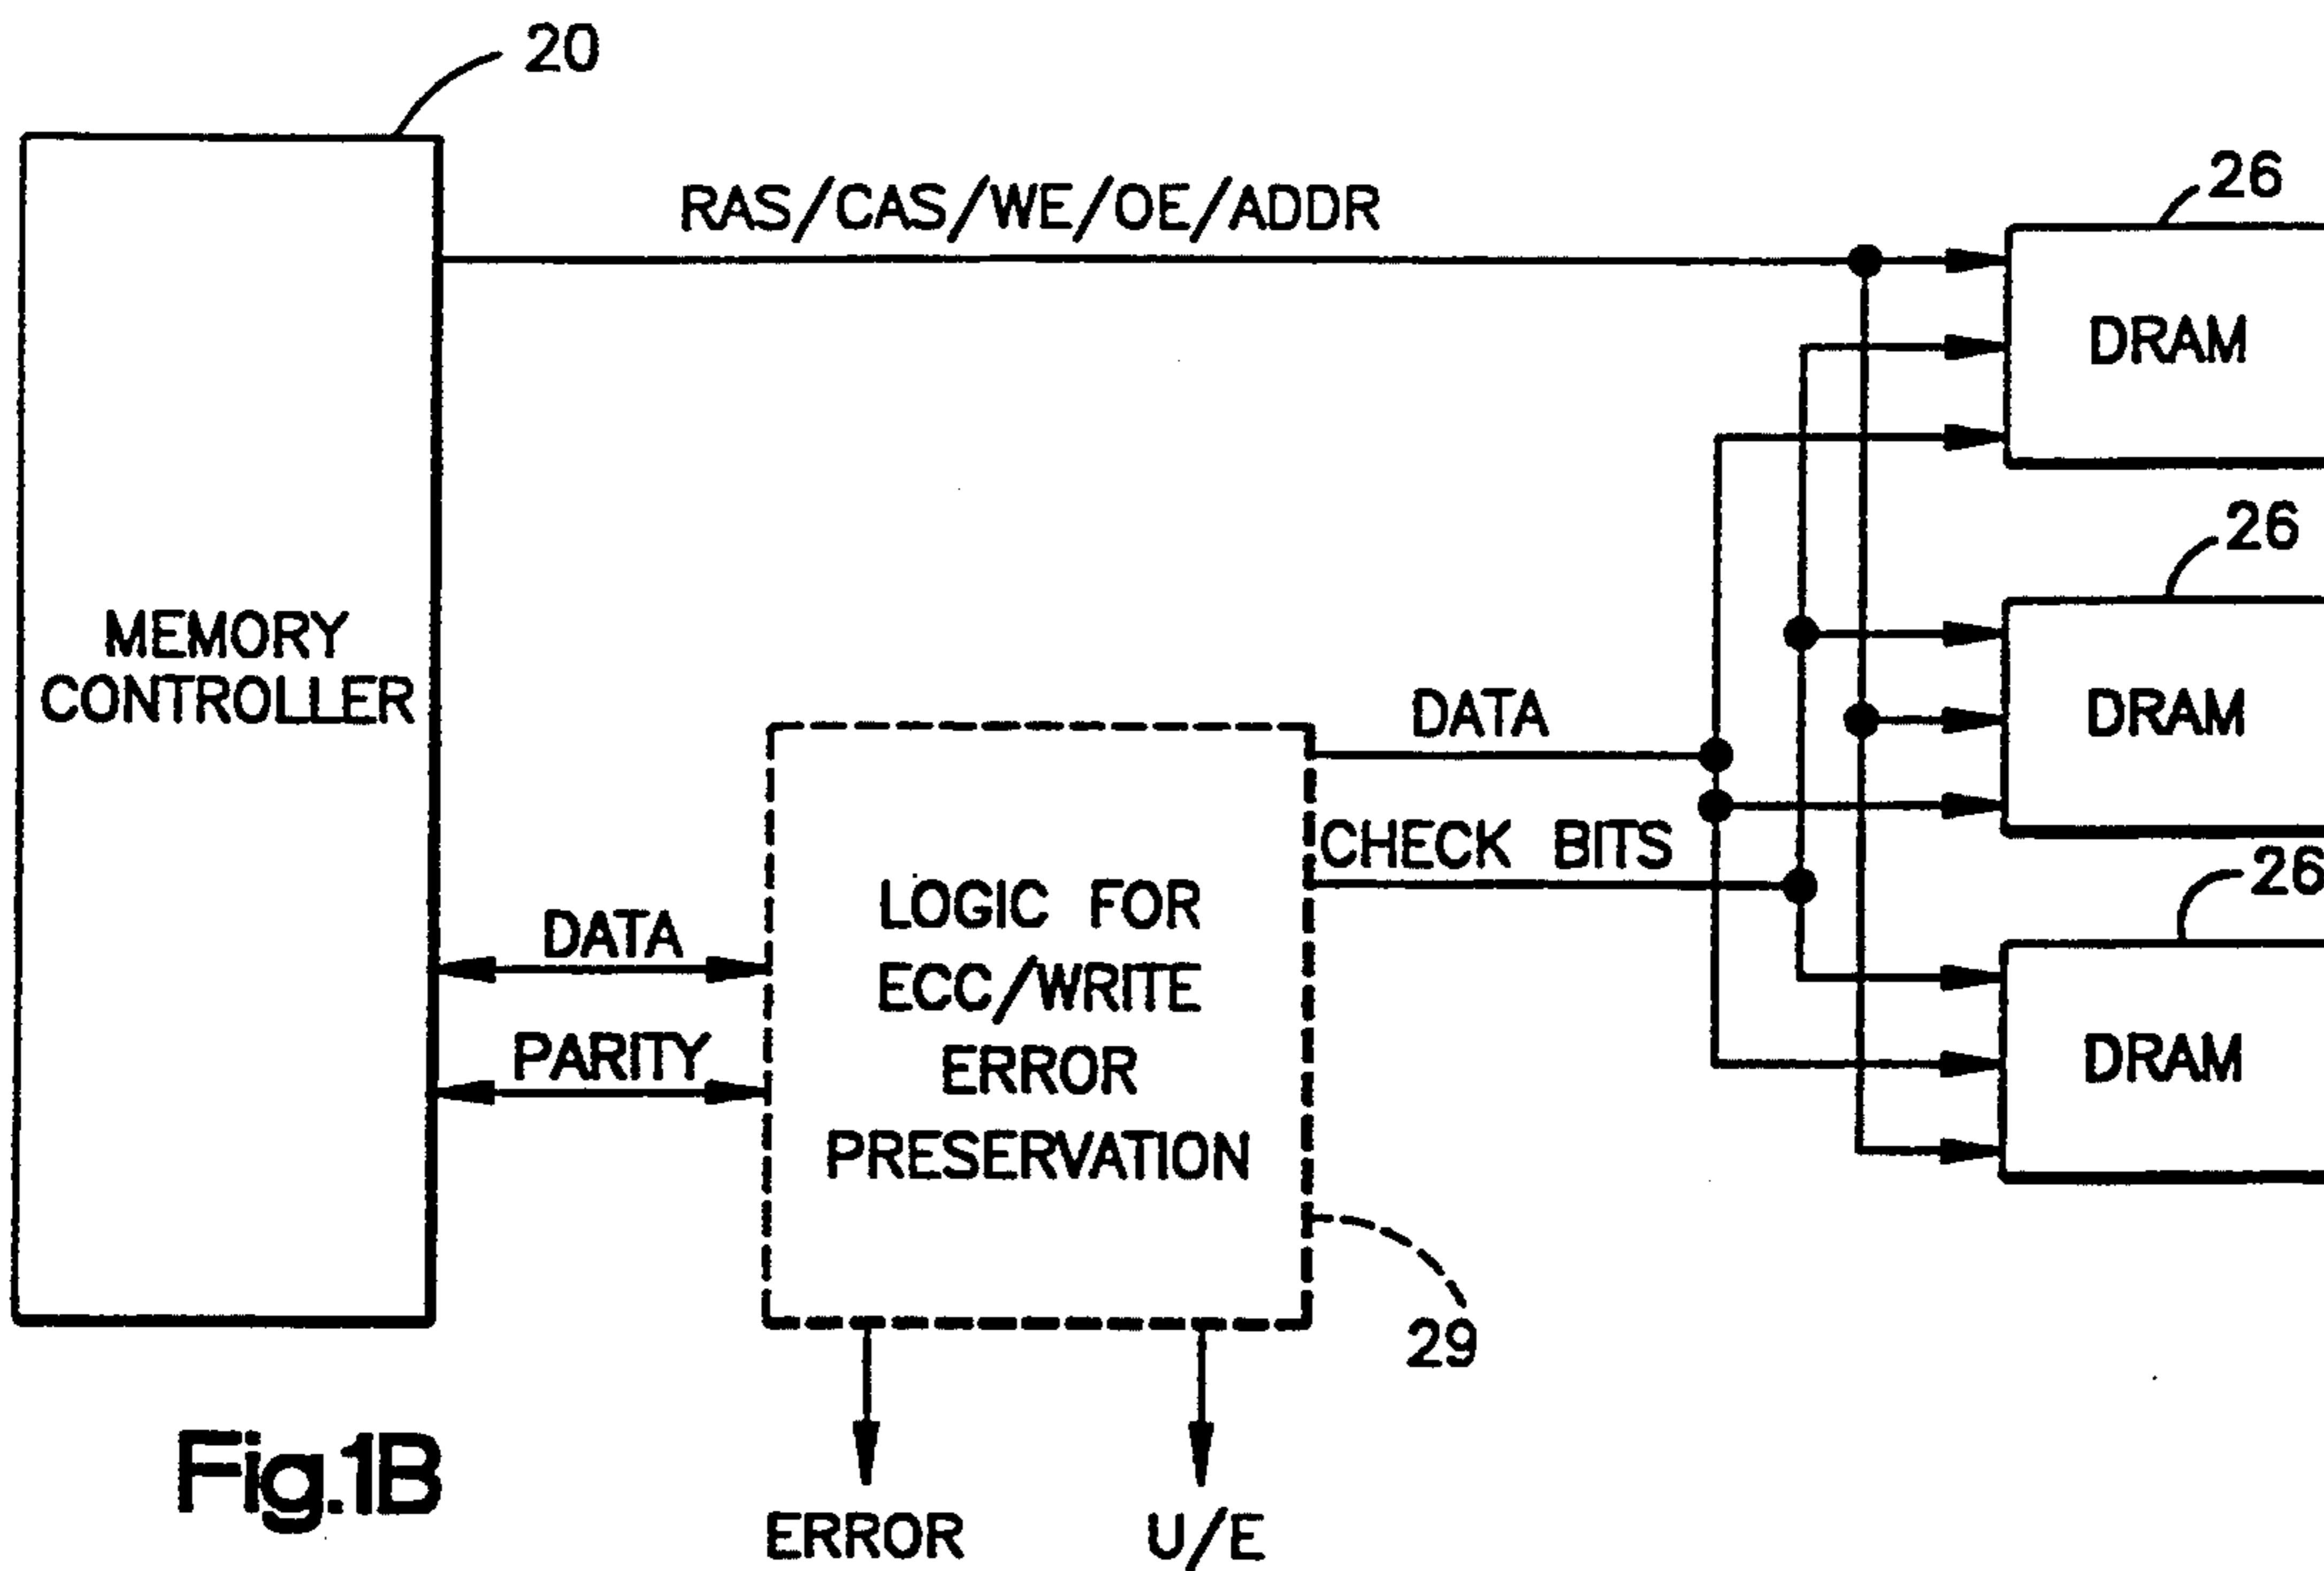 20
RAS/CAS/WE/OE/ADDR
26
DRAM
26
MEMORY
CONTROLLER
DRAM
DATA
CHECK BITS
26
LOGIC FOR
ECC/WRITE
ERROR
PRESERVATION
DATA
PARITY
DRAM
29
Fig.1B
ERROR
U/E